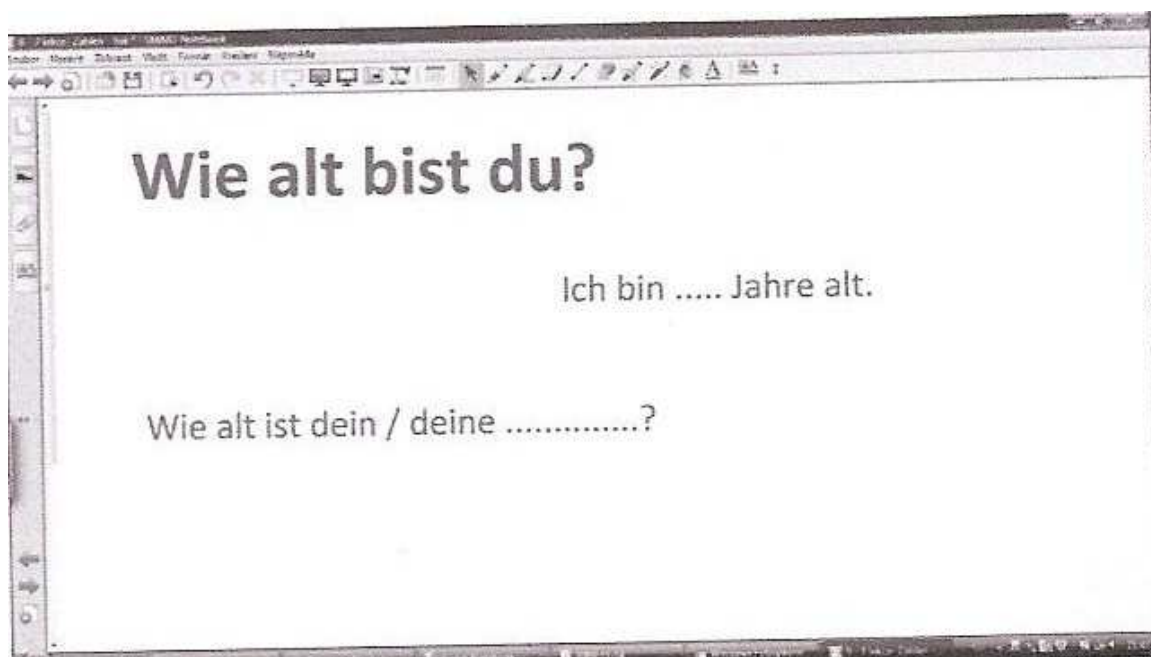 Wie alt bist du?
Ich bin ..... Jahre alt.
Wie alt ist dein / deine ..............?